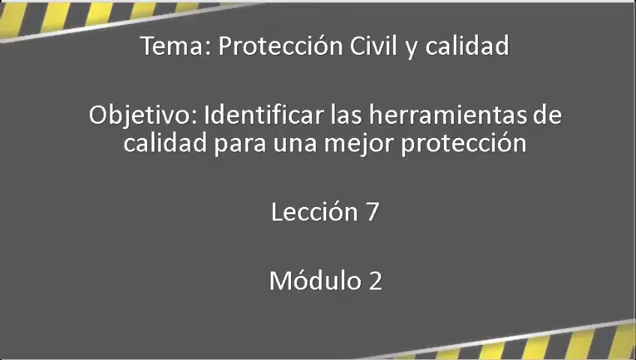 Tema: Protección Civil y calidad
Objetivo: Identificar las herramientas de
calidad para una mejor protección
Lección 7
Módulo 2